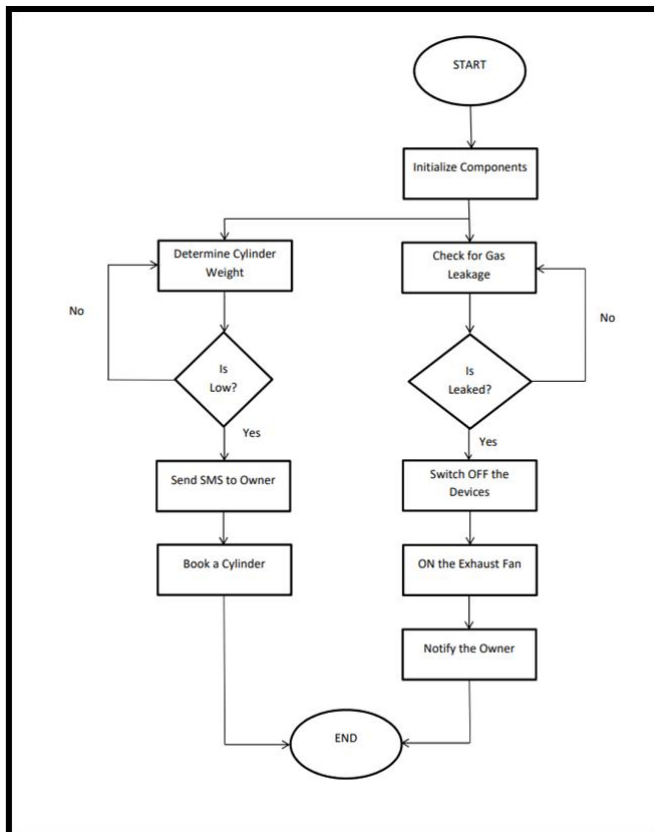 START
Initialize Components
Determine Cylinder
Weight
Check for Gas
Leakage
No
No
Is
Low?
Is
Leaked?
Yes
Yes
Send SMS to Owner
Switch OFF the
Devices
Book a Cylinder
ON the Exhaust Fan
Notify the Owner
END